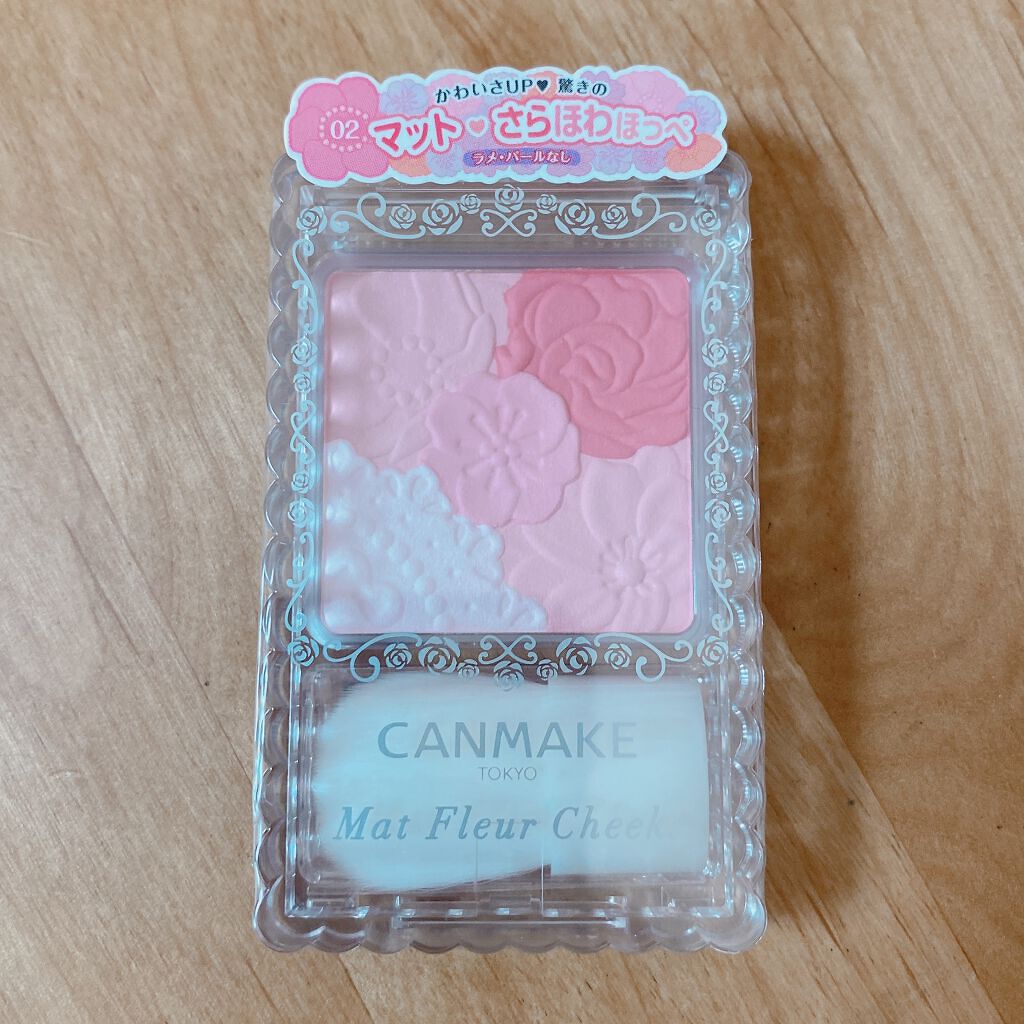 かわいさUP♥ 驚きの
02 マット♥さらほわほっぺ
ラメ・パールなし
CANMAKE
TOKYO
Mat Fleur Cheeks